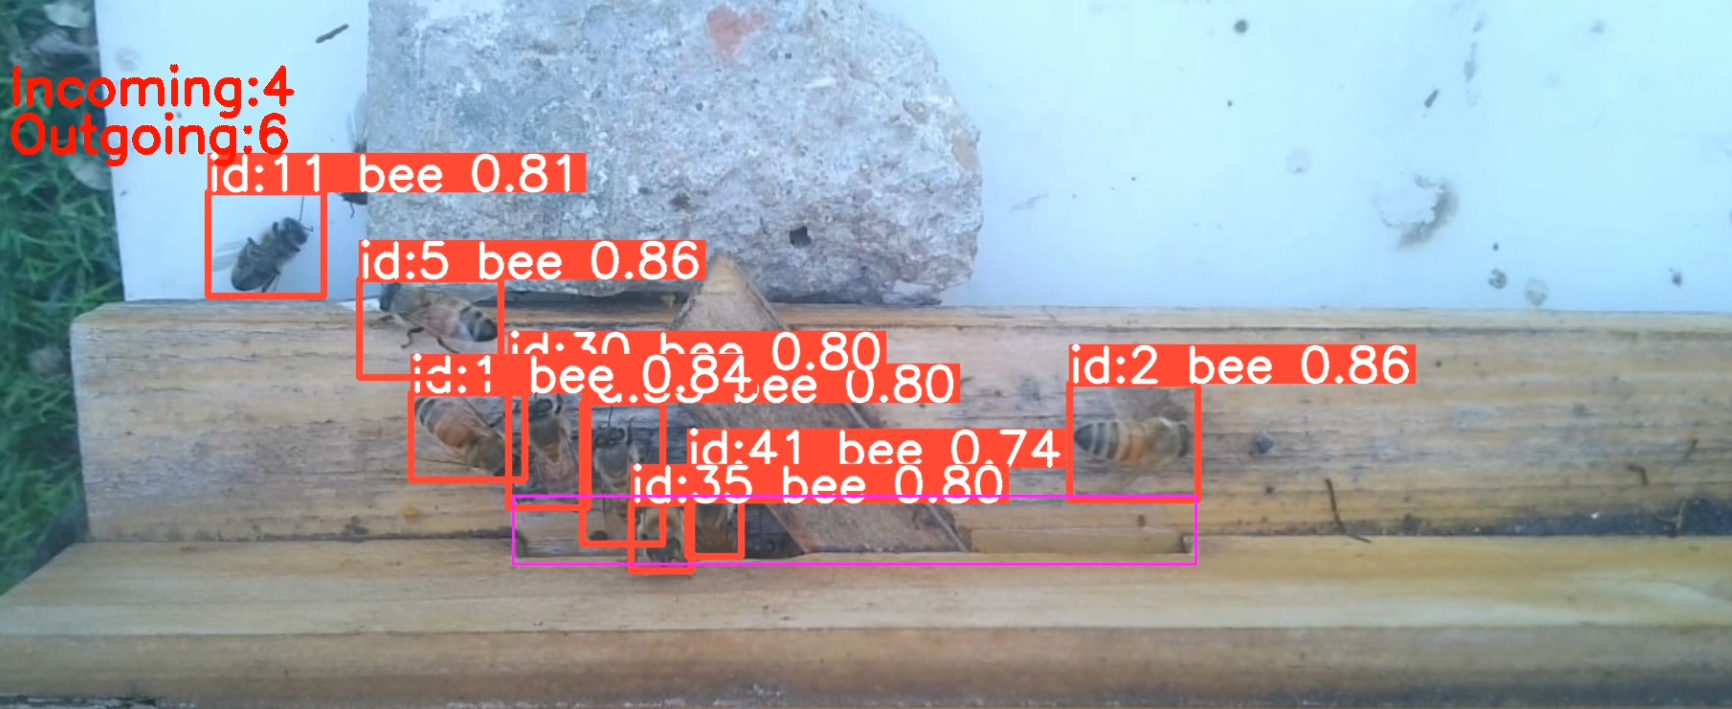 Incoming:4
Outgoing:6
id:11 bee 0.81
id:5 bee 0.86
id:30 bee 0.80
id:2 bee 0.86
id:1 bee 0.84
bee 0.80
id:41 bee 0.74
id:35 bee 0.80